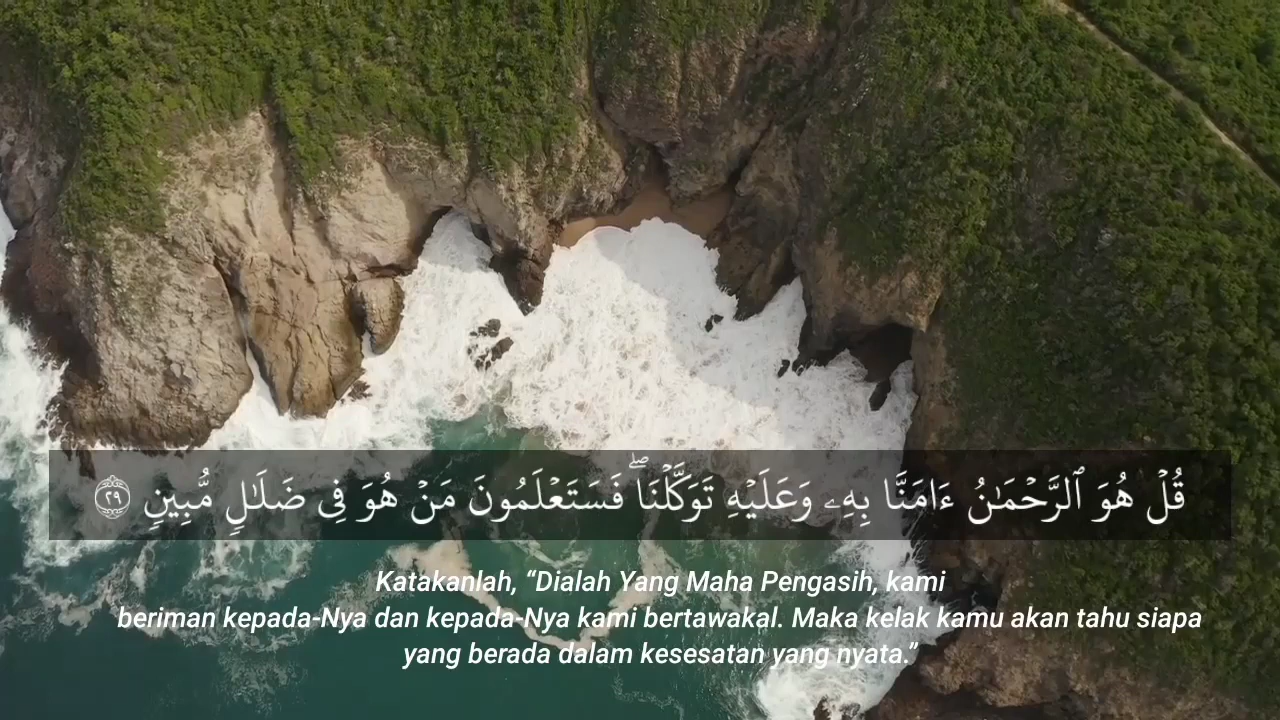 قُلْ هُوَ ٱلرَّحْمَـٰنُ ءَامَنَّا بِهِۦ وَعَلَيْهِ تَوَكَّلْنَا ۖ فَسَتَعْلَمُونَ مَنْ هُوَ فِى ضَلَـٰلٍ مُّبِينٍ ٢٩
Katakanlah, “Dialah Yang Maha Pengasih, kami
beriman kepada-Nya dan kepada-Nya kami bertawakal. Maka kelak kamu akan tahu siapa
yang berada dalam kesesatan yang nyata.”